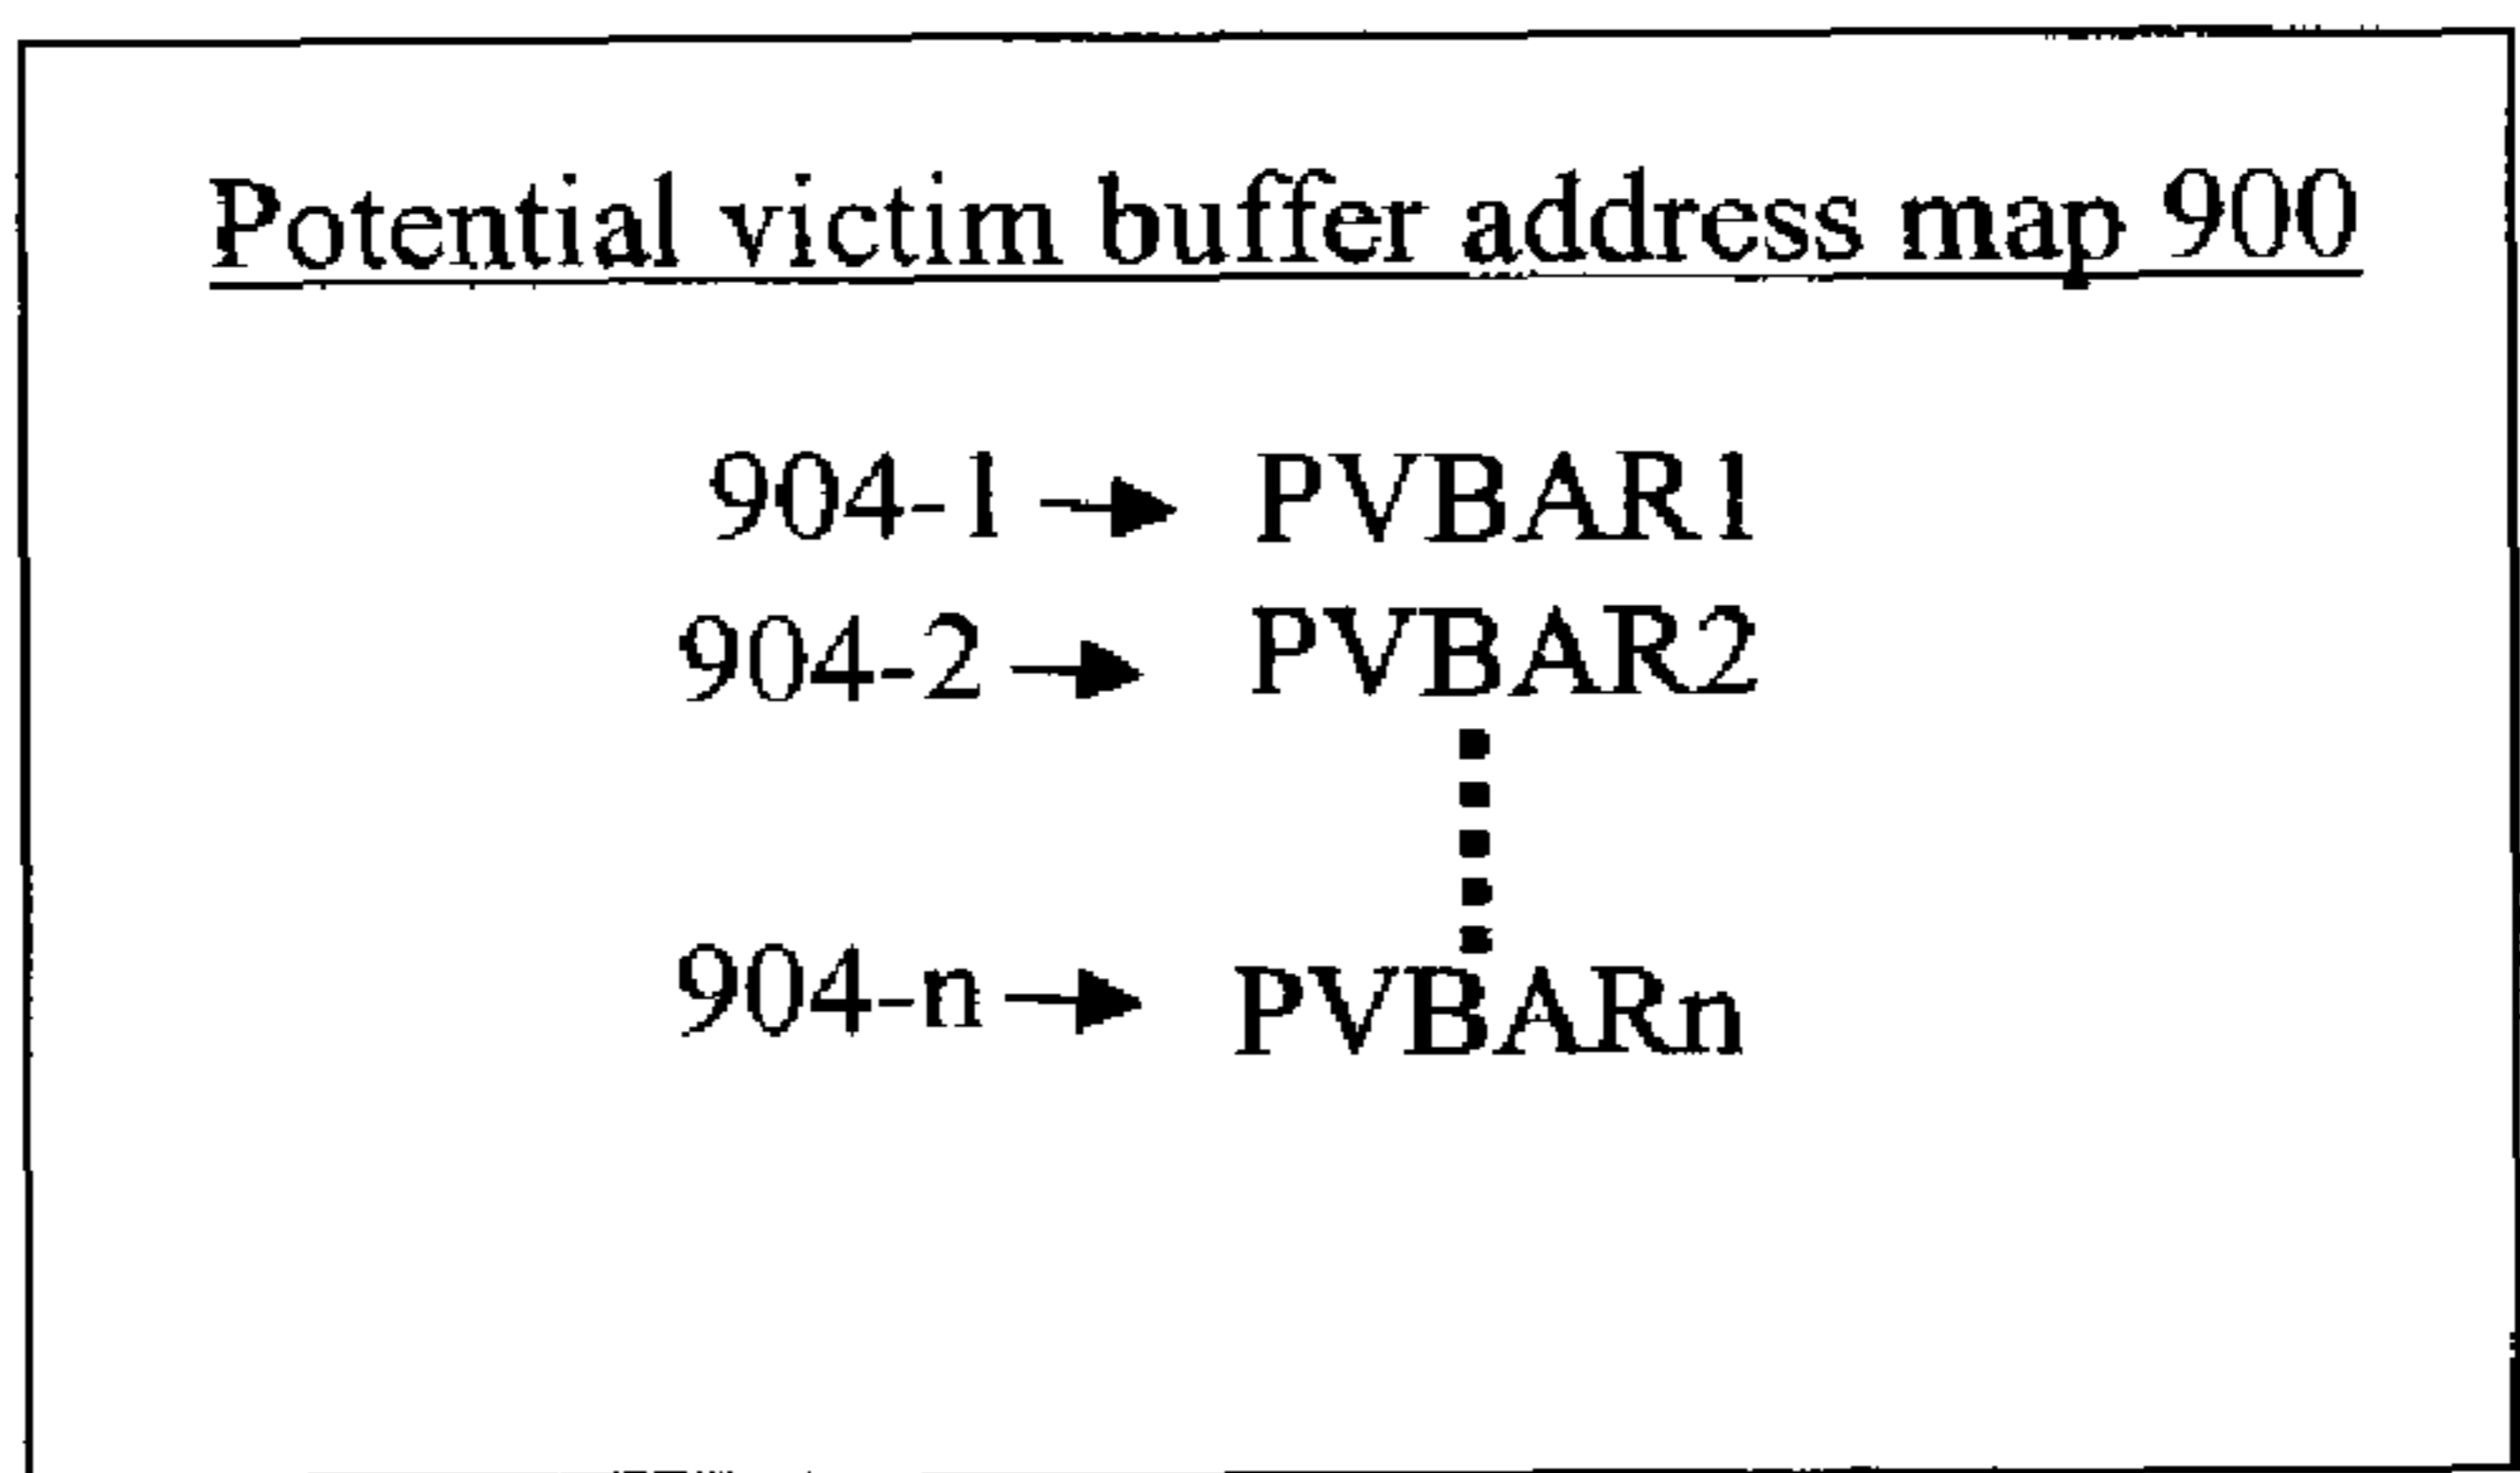 Potential victim buffer address map 900
904-1 PVBAR1
904-2 PVBAR2
904-n PVBARn